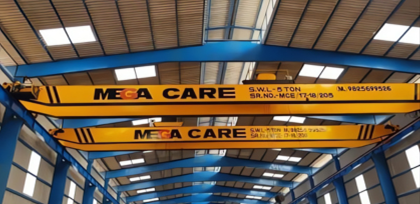 MEGA CARE
S.W.L-5 TON M.9825699526
SR.NO.-MCE/17-18/205
MEGA CARE
S.W.L-5 TON